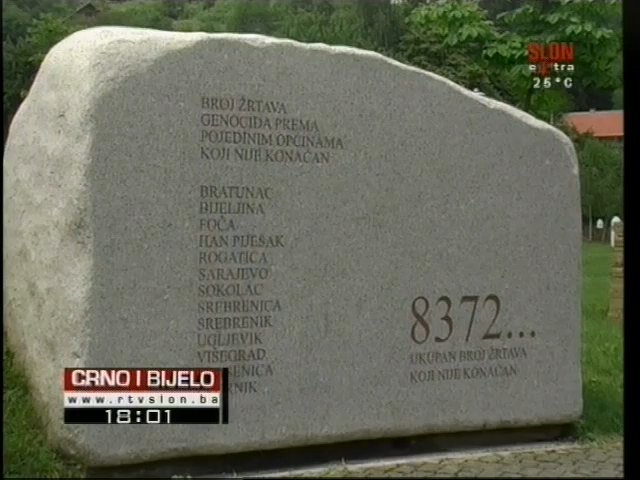 SLON
extra
25°C
BROJ ŽRTAVA
GENOCIDA PREMA
POJEDINIM OPĆINAMA
KOJI NIJE KONAČAN
BRATUNAC
BIJELJINA
FOČA
HAN PIJESAK
ROGATICA
SARAJEVO
SOKOLAC
SREBRENICA
SREBRENIK
UGLJEVIK
VIŠEGRAD
8372...
UKUPAN BROJ ŽRTAVA
KOJI NIJE KONAČAN
CRNO I BIJELO
www.rtvslon.ba
18:01